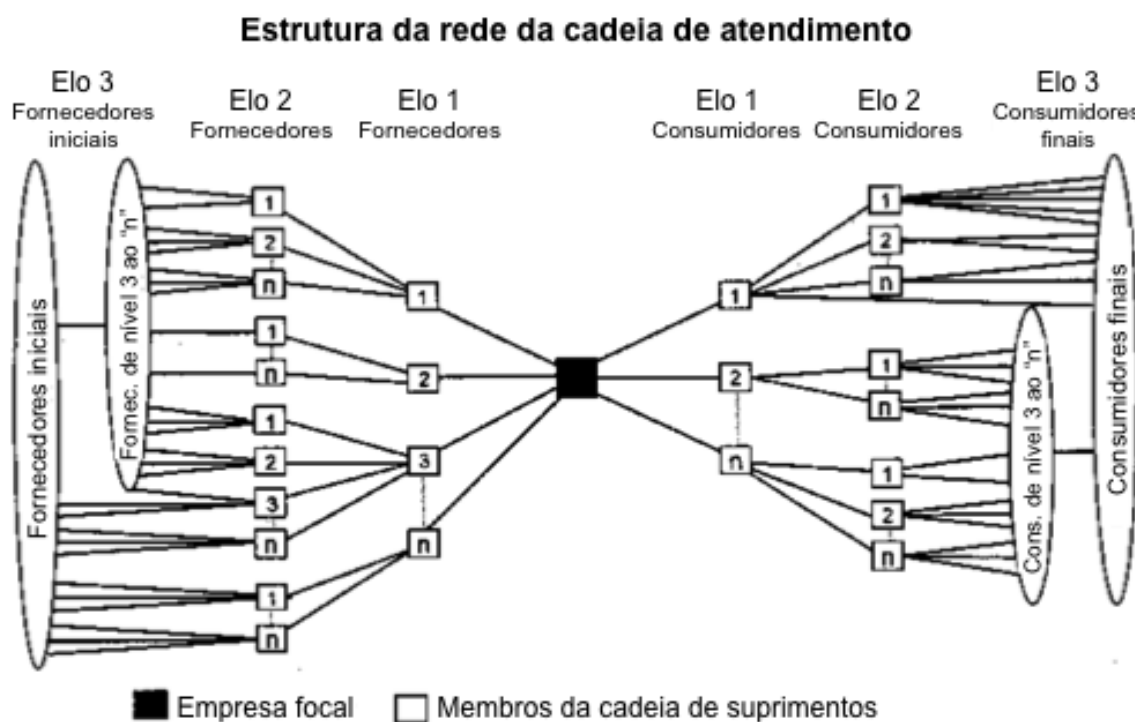 Estrutura da rede da cadeia de atendimento
Elo 3
Fornecedores
iniciais
Elo 2
Fornecedores
Elo 1
Fornecedores
Elo 1
Consumidores
Elo 2
Consumidores
Elo 3
Consumidores
finais
Fornecedores iniciais
Fornec. de nível 3 ao "n"
1
2
n
1
n
1
2
3
n
1
n
1
2
3
n
1
2
n
1
2
n
1
n
1
2
n
Cons. de nível 3 ao "n"
Consumidores finais
Empresa focal
Membros da cadeia de suprimentos